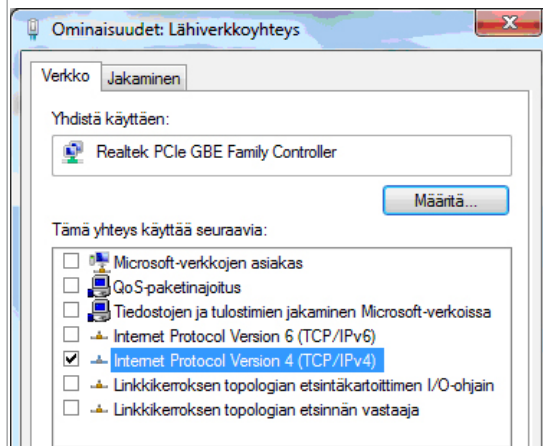 Ominaisuudet: Lähiverkkoyhteys
Verkko Jakaminen
Yhdistä käyttäen:
Realtek PCIe GBE Family Controller
Määritä...
Tämä yhteys käyttää seuraavia:
Microsoft-verkkojen asiakas
QoS-paketinajoitus
Tiedostojen ja tulostimien jakaminen Microsoft-verkoissa
Internet Protocol Version 6 (TCP/IPv6)
Internet Protocol Version 4 (TCP/IPv4)
Linkkikerroksen topologian etsintäkartoittimen I/O-ohjain
Linkkikerroksen topologian etsinnän vastaaja